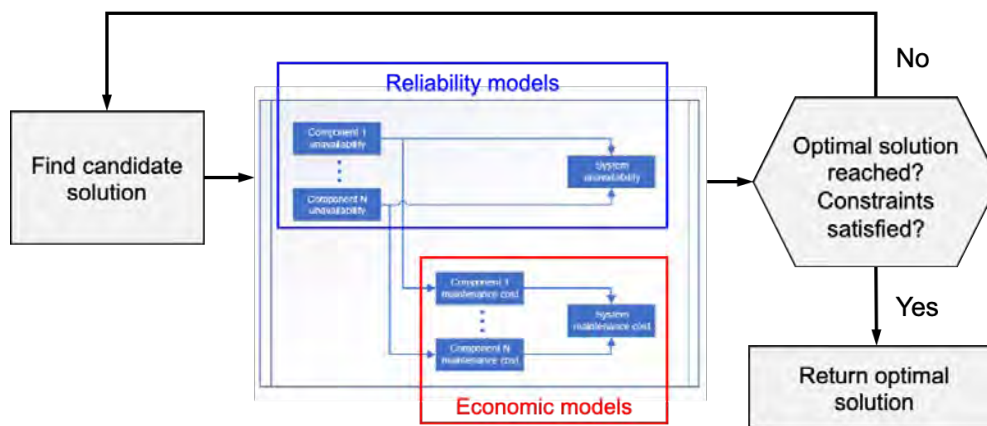 No
Reliability models
Find candidate
solution
Component 1
unavailability
Component N
unavailability
System
unavailability
Optimal solution
reached?
Constraints
satisfied?
Component 1
maintenance cost
Component N
maintenance cost
System
maintenance cost
Economic models
Yes
Return optimal
solution